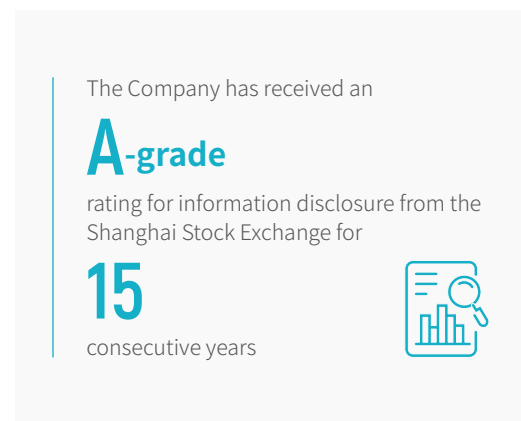 The Company has received an
A-grade
rating for information disclosure from the
Shanghai Stock Exchange for
15
consecutive years